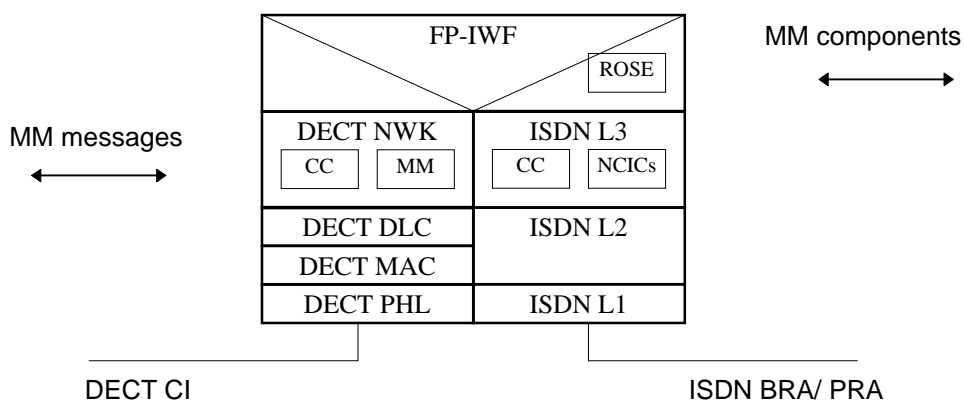 FP-IWF
MM components
ROSE
MM messages
DECT NWK
ISDN L3
CC
MM
CC
NCICs
DECT DLC
ISDN L2
DECT MAC
DECT PHL
ISDN L1
DECT CI
ISDN BRA/ PRA